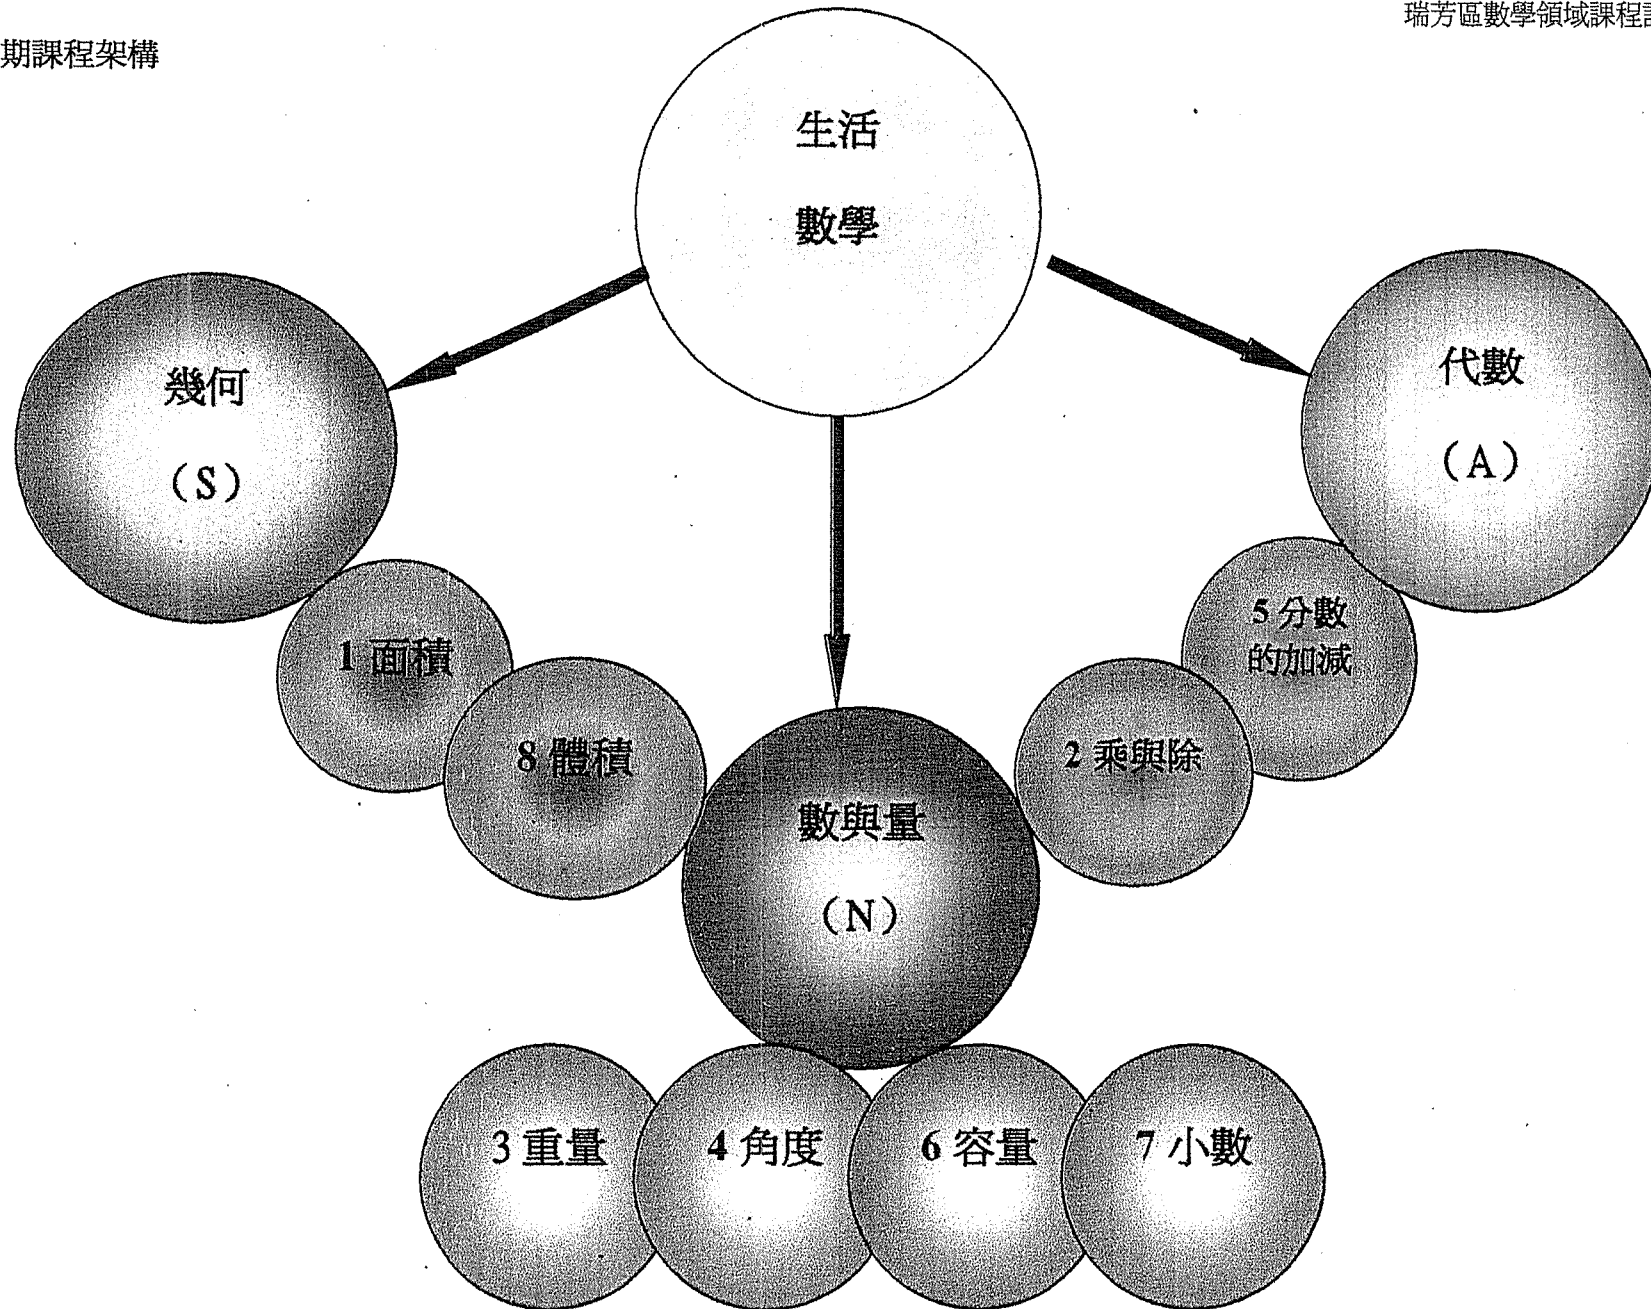 瑞芳區數學領域課程
期課程架構
生活
數學
幾何
（S）
代數
（A）
1 面積
8 體積
5 分數
的加減
2 乘與除
數與量
（N）
3 重量
4 角度
6 容量
7 小數